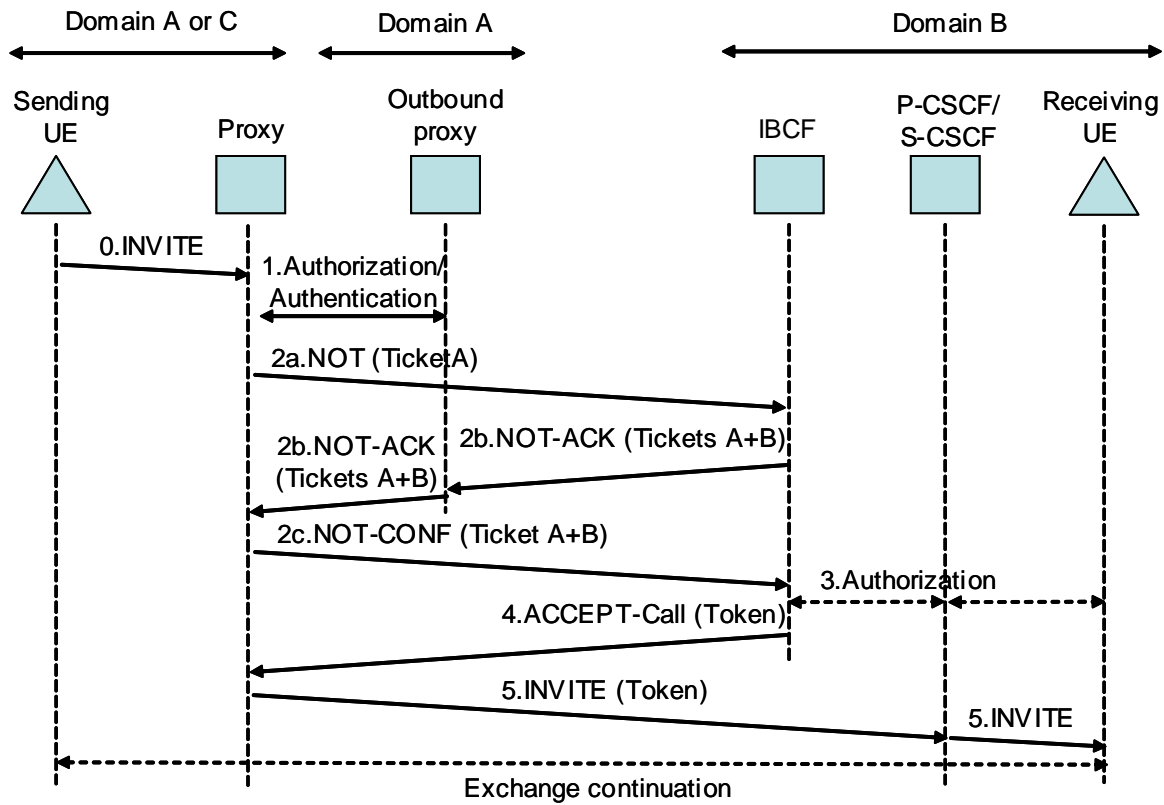 Domain A or C
Domain A
Domain B
Sending
UE
Proxy
Outbound
proxy
IBCF
P-CSCF/
S-CSCF
Receiving
UE
0.INVITE
1.Authorization/
Authentication
2a.NOT (TicketA)
2b.NOT-ACK (Tickets A+B)
2b.NOT-ACK
(Tickets A+B)
2c.NOT-CONF (Ticket A+B)
3.Authorization
4.ACCEPT-Call (Token)
5.INVITE (Token)
5.INVITE
Exchange continuation